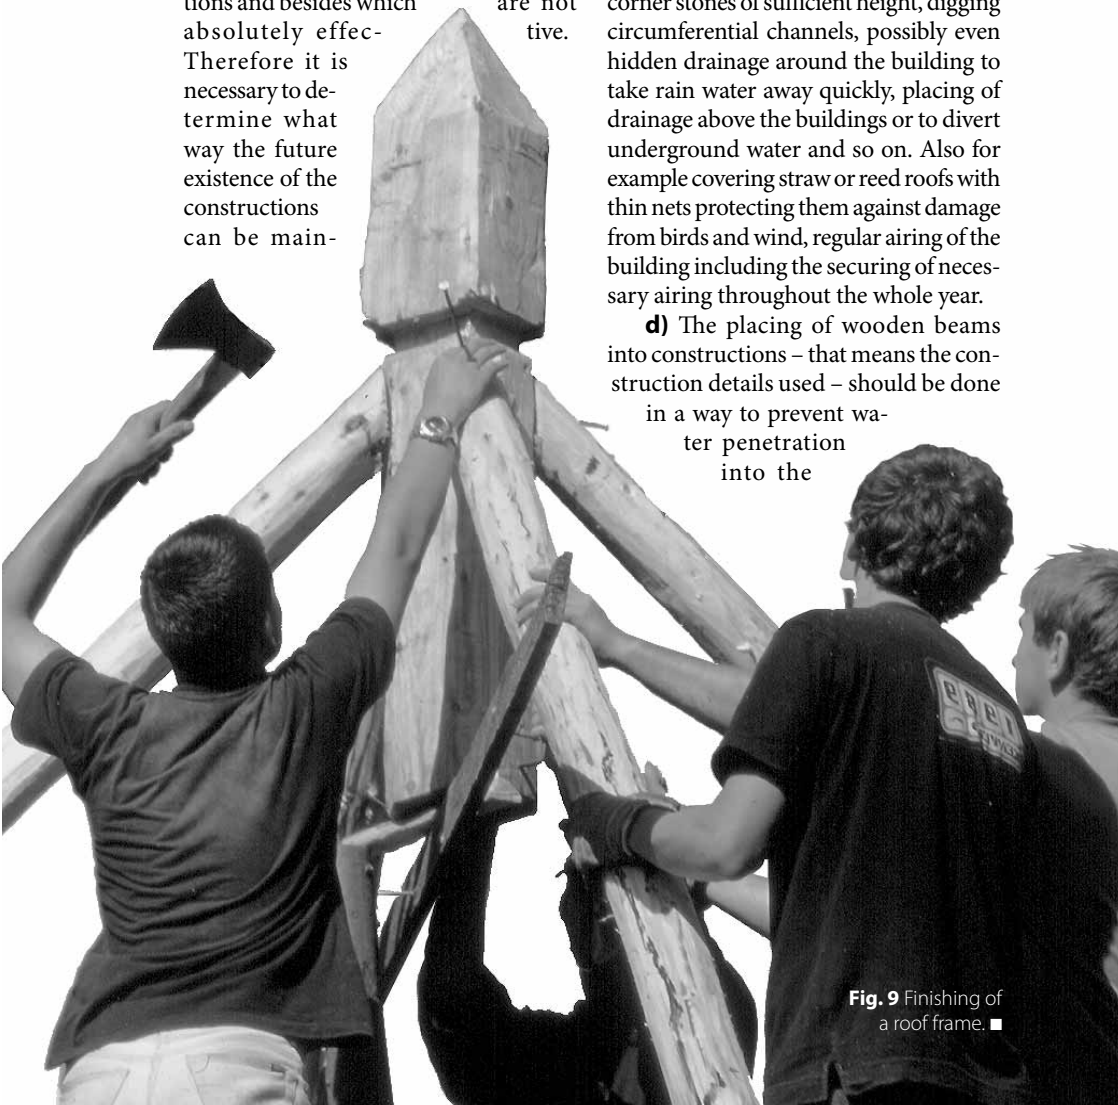 tions and besides which are not
absolutely effec- tive.
Therefore it is
necessary to de-
termine what
way the future
existence of the
constructions
can be main-
corner stones of sufficient height, digging
circumferential channels, possibly even
hidden drainage around the building to
take rain water away quickly, placing of
drainage above the buildings or to divert
underground water and so on. Also for
example covering straw or reed roofs with
thin nets protecting them against damage
from birds and wind, regular airing of the
building including the securing of neces-
sary airing throughout the whole year.
d) The placing of wooden beams
into constructions – that means the con-
struction details used – should be done
in a way to prevent wa-
ter penetration
into the
Fig. 9 Finishing of
a roof frame. ■